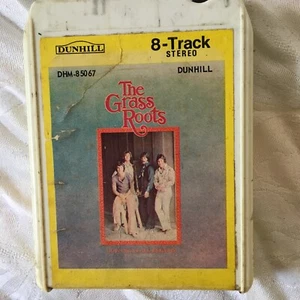 DUNHILL
8-Track
STEREO
DHM-85067
DUNHILL
The
Grass
Roots